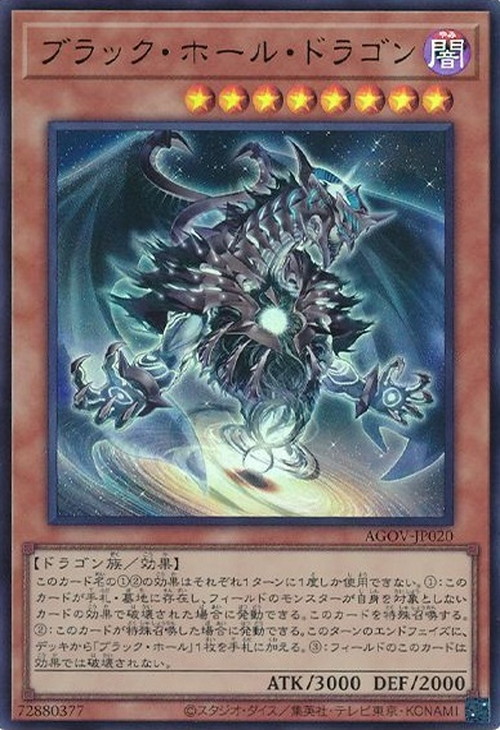 ブラック・ホール・ドラゴン
やみ
闇
AGOV-JP020
【ドラゴン族/効果】
このカード名の①②の効果はそれぞれ1ターンに1度しか使用できない。①:この
カードが手札・墓地に存在し、フィールドのモンスターが自身を対象としない
カードの効果で破壊された場合に発動できる。このカードを特殊召喚する。
②:このカードが特殊召喚した場合に発動できる。このターンのエンドフェイズに、
デッキから「ブラック・ホール」1枚を手札に加える。③:フィールドのこのカードは
効果では破壊されない。
ATK/3000 DEF/2000
72880377 ©スタジオ・ダイス/集英社・テレビ東京・KONAMI